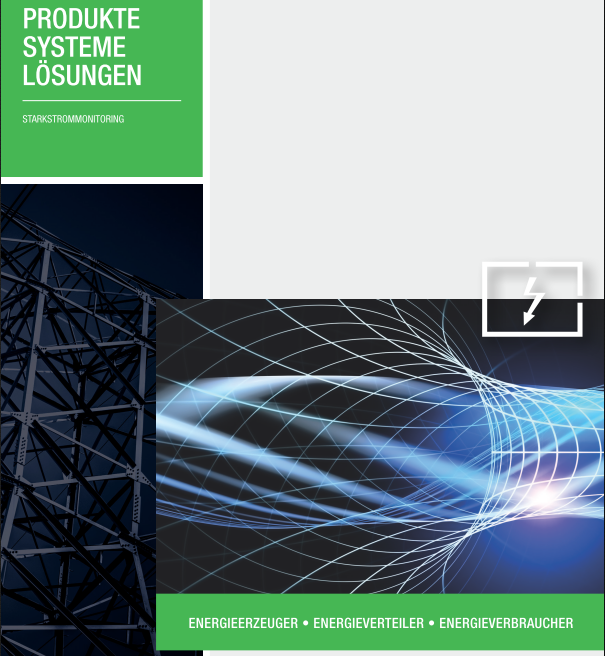 PRODUKTE
SYSTEME
LÖSUNGEN
STARKSTROMMONITORING
ENERGIEERZEUGER • ENERGIEVERTEILER • ENERGIEVERBRAUCHER